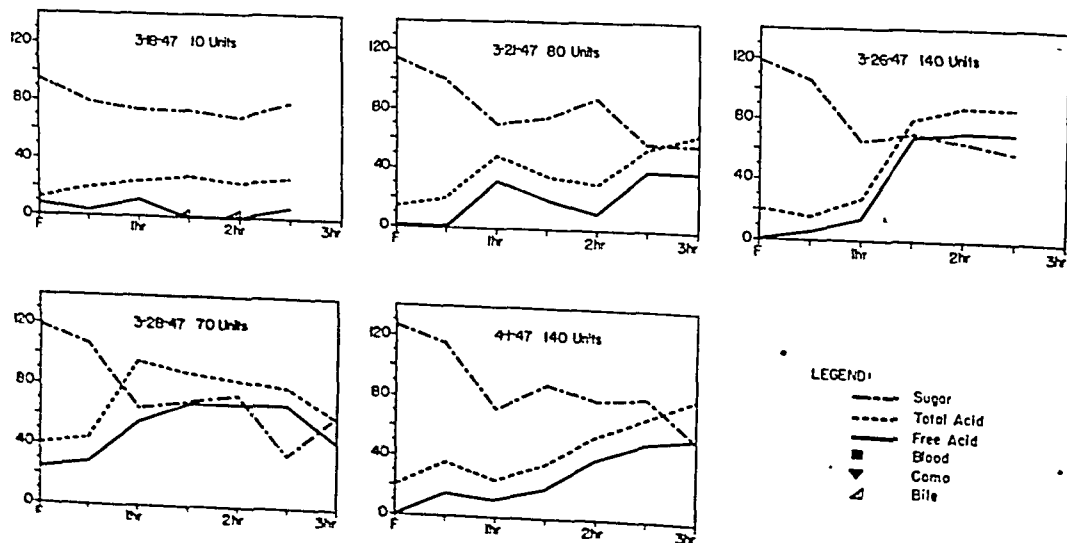 3-18-47 10 Units
120
80
40
0
F 1hr 2hr 3hr
3-21-47 80 Units
120
80
40
0
F 1hr 2hr 3hr
3-26-47 140 Units
120
80
40
0
F 1hr 2hr 3hr
3-28-47 70 Units
120
80
40
0
F 1hr 2hr 3hr
4-1-47 140 Units
120
80
40
0
F 1hr 2hr 3hr
LEGEND:
Sugar
Total Acid
Free Acid
Blood
Coma
Bile